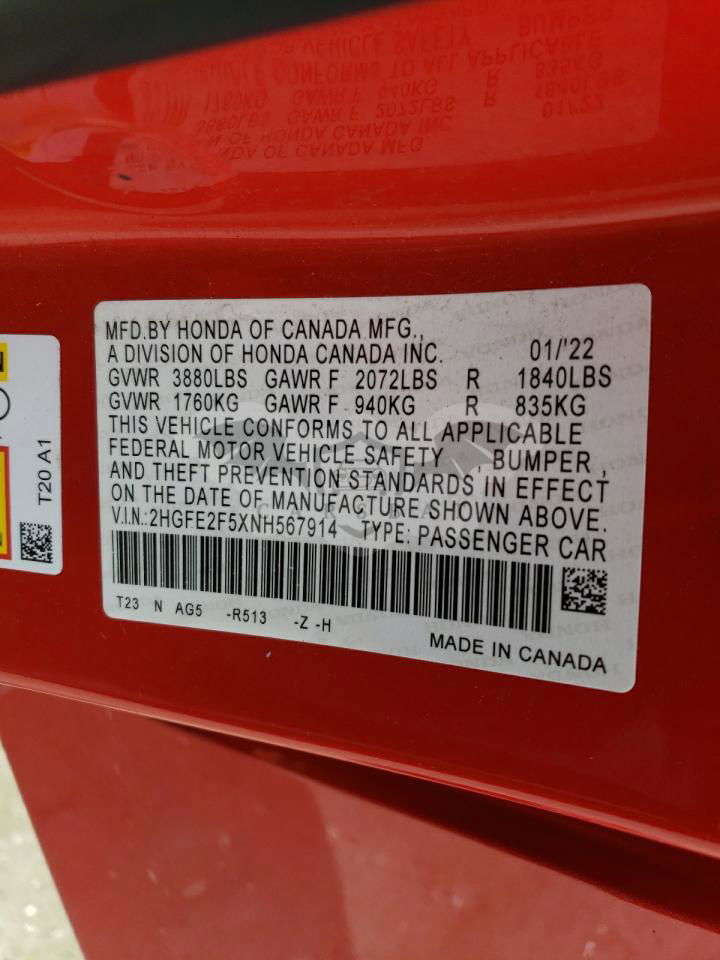 MFD.BY HONDA OF CANADA MFG.,
A DIVISION OF HONDA CANADA INC. 01/'22
GVWR 3880LBS GAWR F 2072LBS R 1840LBS
GVWR 1760KG GAWR F 940KG R 835KG
THIS VEHICLE CONFORMS TO ALL APPLICABLE
FEDERAL MOTOR VEHICLE SAFETY , BUMPER ,
AND THEFT PREVENTION STANDARDS IN EFFECT
ON THE DATE OF MANUFACTURE SHOWN ABOVE.
V.I.N.:2HGFE2F5XNH567914 TYPE: PASSENGER CAR
T23 N AG5 -R513 -Z -H
MADE IN CANADA
T20 A1